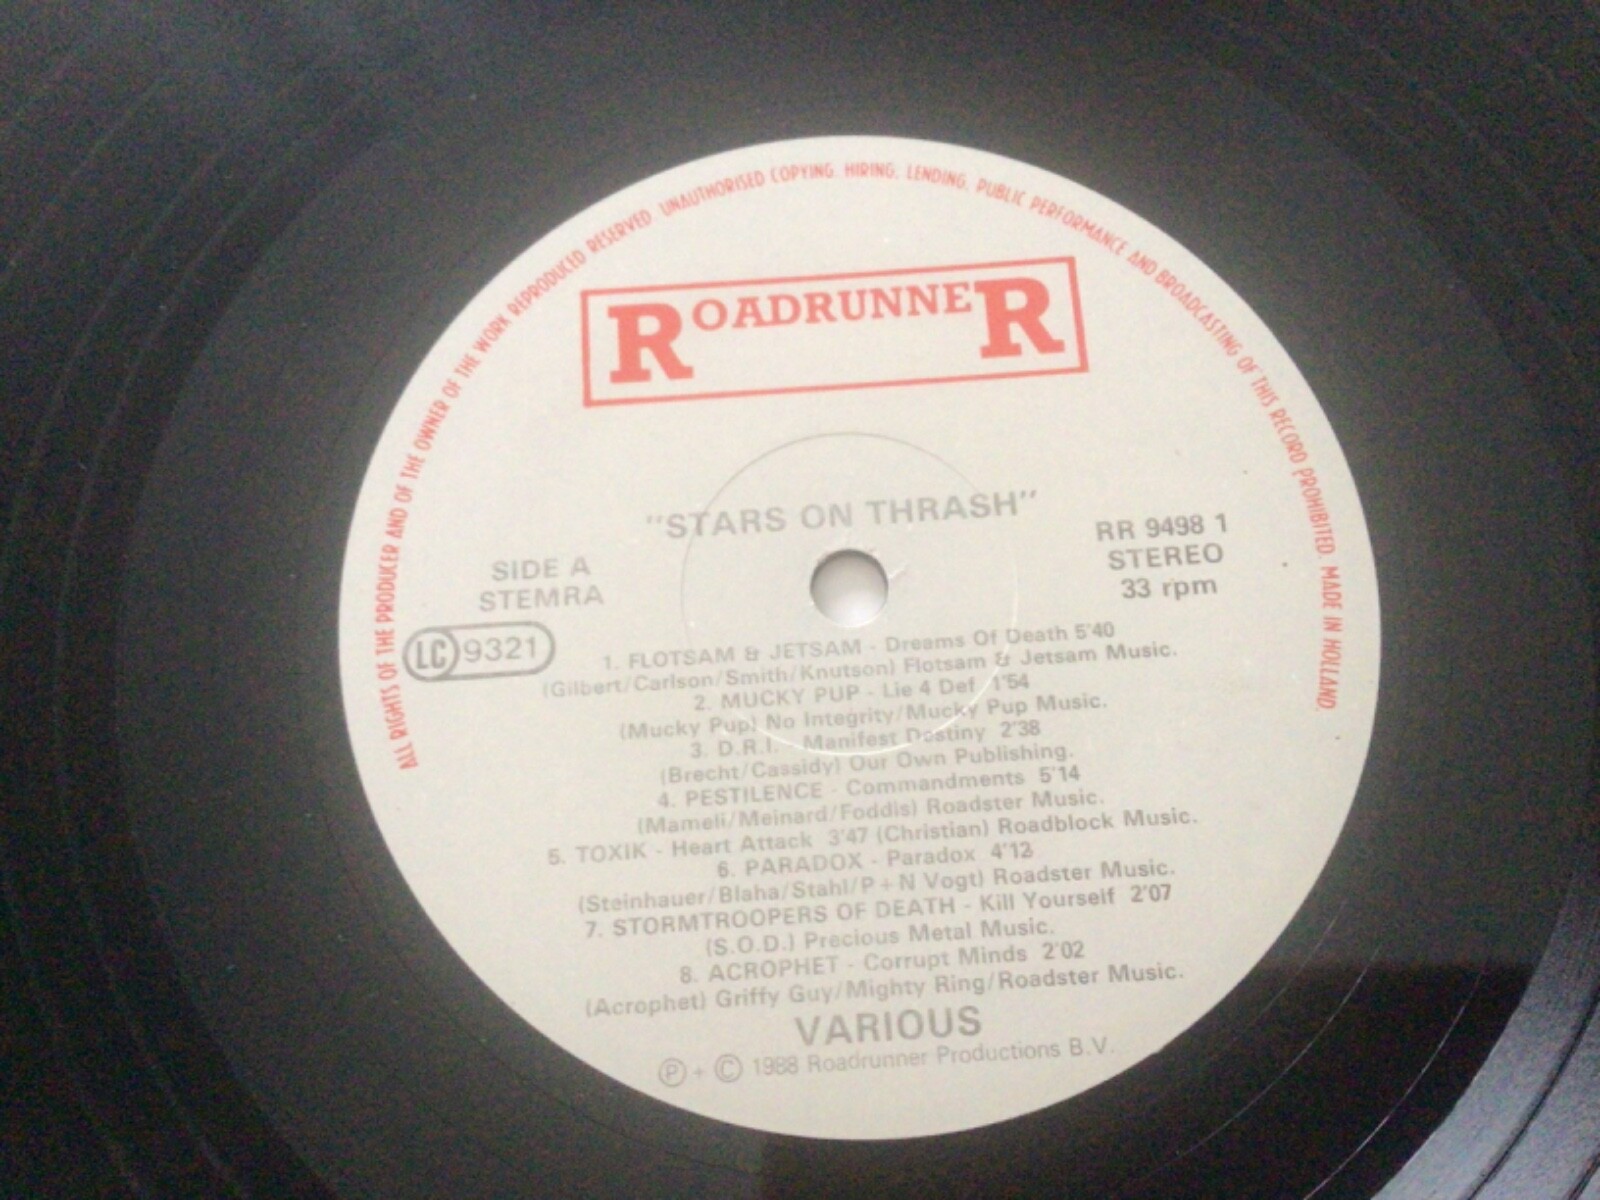 ALL RIGHTS OF THE PRODUCER AND OF THE OWNER OF THE WORK REPRODUCED RESERVED UNAUTHORISED COPYING, HIRING, LENDING, PUBLIC PERFORMANCE AND BROADCASTING OF THIS RECORD PROHIBITED. MADE IN HOLLAND.
ROADRUNNER
"STARS ON THRASH"
SIDE A
STEMRA
LC 9321
RR 9498 1
STEREO
33 rpm
1. FLOTSAM & JETSAM - Dreams Of Death 5'40
(Gilbert/Carlson/Smith/Knutson) Flotsam & Jetsam Music.
2. MUCKY PUP - Lie 4 Def 1'54
(Mucky Pup) No Integrity/Mucky Pup Music.
3. D.R.I. - Manifest Destiny 2'38
(Brecht/Cassidy) Our Own Publishing.
4. PESTILENCE - Commandments 5'14
(Mameli/Meinard/Foddis) Roadster Music.
5. TOXIK - Heart Attack 3'47 (Christian) Roadblock Music.
6. PARADOX - Paradox 4'12
(Steinhauer/Blaha/Stahl/P + N Vogt) Roadster Music.
7. STORMTROOPERS OF DEATH - Kill Yourself 2'07
(S.O.D.) Precious Metal Music.
8. ACROPHET - Corrupt Minds 2'02
(Acrophet) Griffy Guy/Mighty Ring/Roadster Music.
VARIOUS
Ⓟ + Ⓒ 1988 Roadrunner Productions B.V.